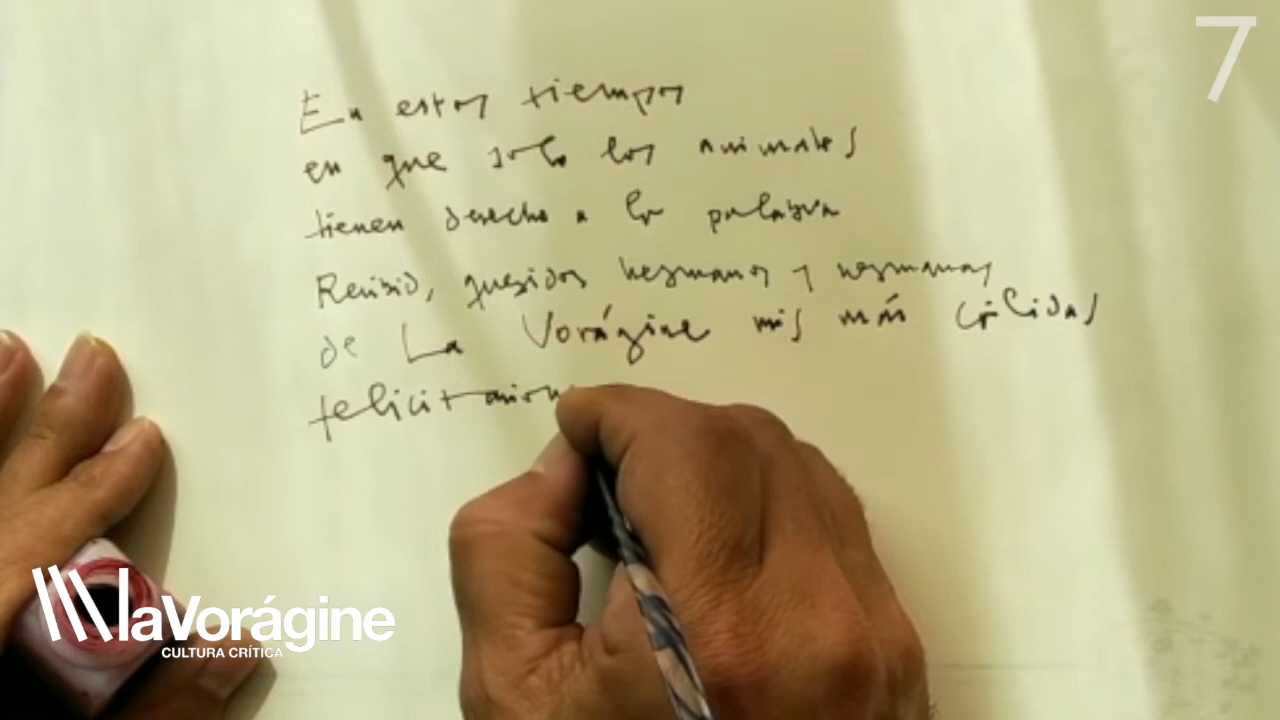 7
En estos tiempos
en que solo los animales
tienen derecho a la palabra
Recibid, queridos hermanos y hermanas
de La Vorágine mis más cálidas
felicitacion
laVorágine
CULTURA CRÍTICA